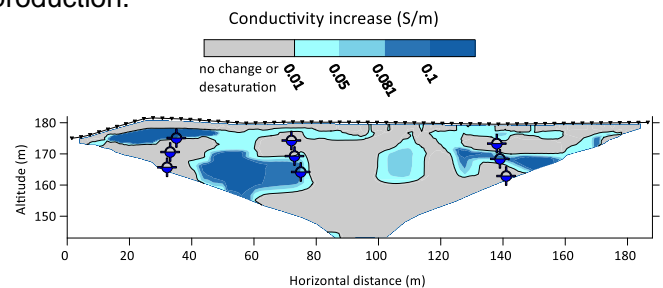 production.
Conductivity increase (S/m)
no change or
desaturation
0.01
0.05
0.081
0.1
Altitude (m)
180
170
160
150
0 20 40 60 80 100 120 140 160 180
Horizontal distance (m)